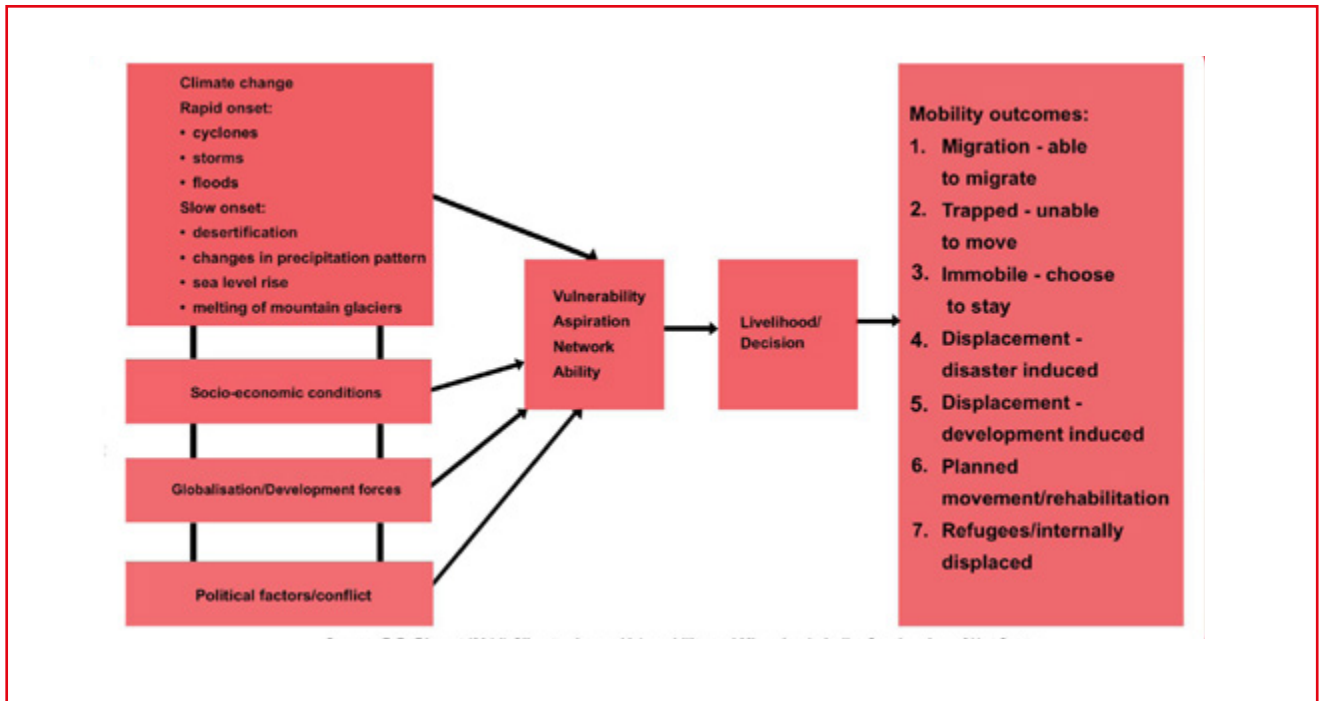 Climate change
Rapid onset:
• cyclones
• storms
• floods
Slow onset:
• desertification
• changes in precipitation pattern
• sea level rise
• melting of mountain glaciers
Socio-economic conditions
Globalisation/Development forces
Political factors/conflict
Vulnerability
Aspiration
Network
Ability
Livelihood/
Decision
Mobility outcomes:
1. Migration - able
to migrate
2. Trapped - unable
to move
3. Immobile - choose
to stay
4. Displacement -
disaster induced
5. Displacement -
development induced
6. Planned
movement/rehabilitation
7. Refugees/internally
displaced